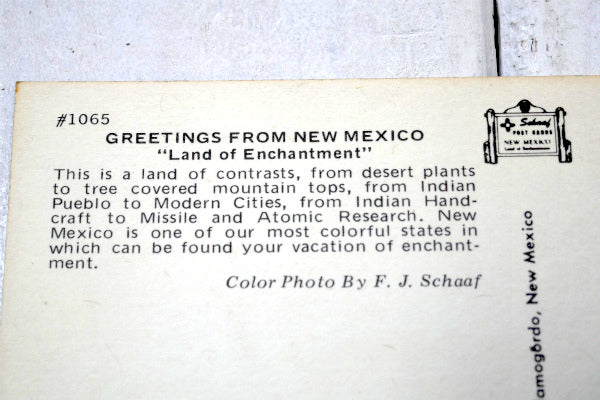 #1065
GREETINGS FROM NEW MEXICO
"Land of Enchantment"
This is a land of contrasts, from desert plants
to tree covered mountain tops, from Indian
Pueblo to Modern Cities, from Indian Hand-
craft to Missile and Atomic Research. New
Mexico is one of our most colorful states in
which can be found your vacation of enchant-
ment.
Color Photo By F. J. Schaaf
Schaaf
POST CARDS
NEW MEXICO
Land of Enchantment
amogordo, New Mexico